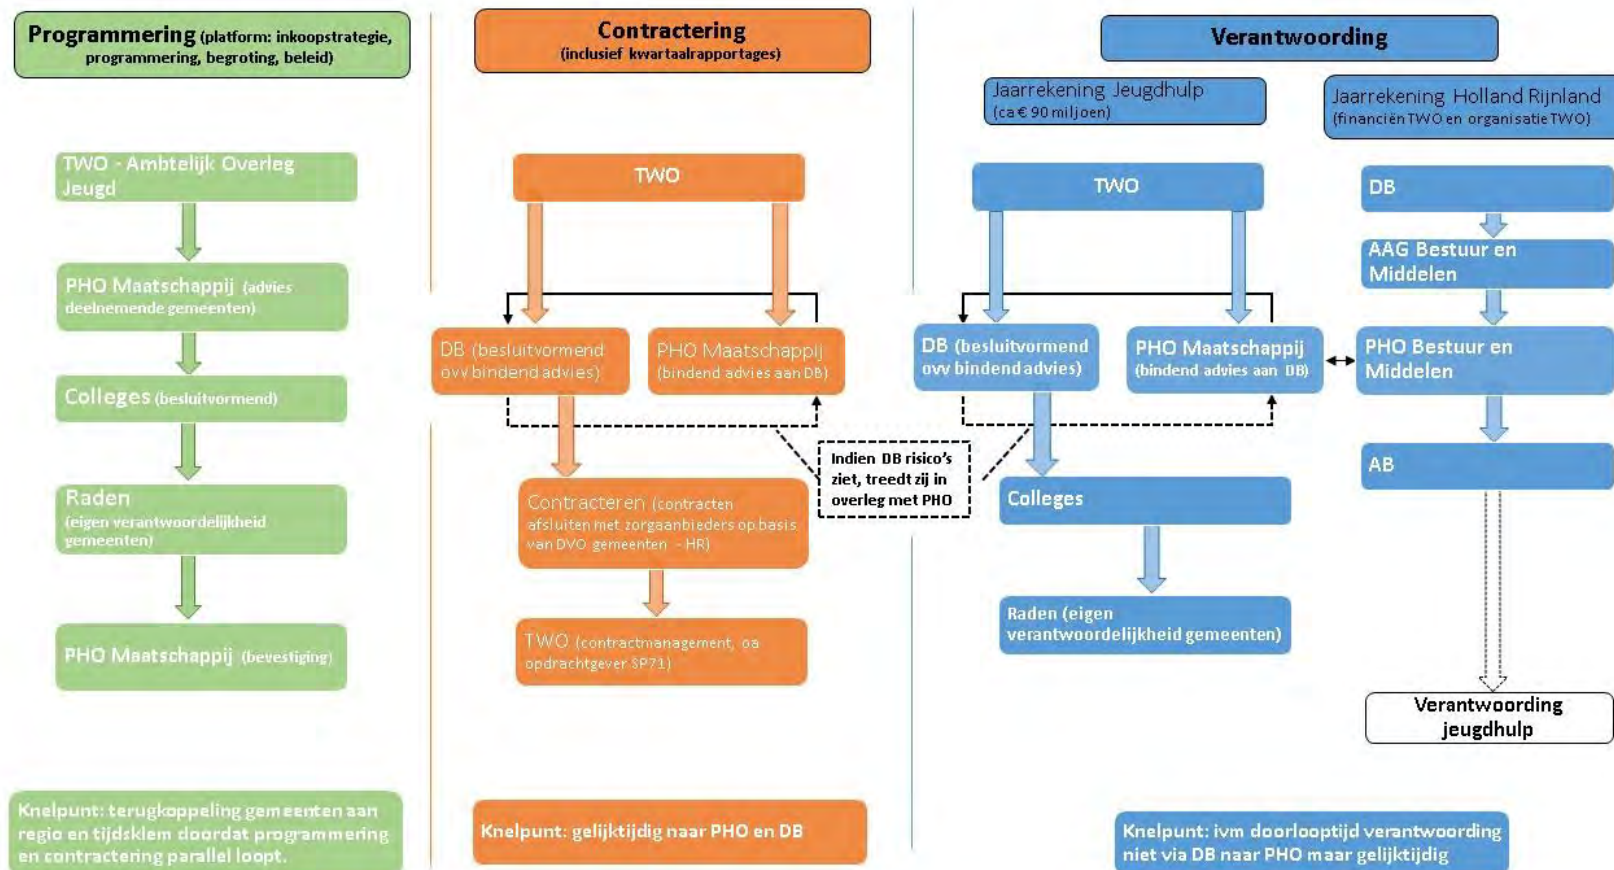 Programmering (platform: inkoopstrategie,
programmering, begroting, beleid)
TWO - Ambtelijk Overleg
Jeugd
PHO Maatschappij (advies
deelnemende gemeenten)
Colleges (besluitvormend)
Raden
(eigen verantwoordelijkheid
gemeenten)
PHO Maatschappij (bevestiging)
Knelpunt: terugkoppeling gemeenten aan
regio en tijdsklem doordat programmering
en contractering parallel loopt.
Contractering
(inclusief kwartaalrapportages)
TWO
DB (besluitvormend
ovv bindend advies)
PHO Maatschappij
(bindend advies aan DB)
Contracteren (contracten
afsluiten met zorgaanbieders op basis
van DVO gemeenten - HR)
TWO (contractmanagement, oa
opdrachtgever SP71)
Knelpunt: gelijktijdig naar PHO en DB
Indien DB risico's
ziet, treedt zij in
overleg met PHO
Verantwoording
Jaarrekening Jeugdhulp
(ca € 90 miljoen)
TWO
DB (besluitvormend
ovv bindend advies)
PHO Maatschappij
(bindend advies aan DB)
Colleges
Raden (eigen
verantwoordelijkheid gemeenten)
Jaarrekening Holland Rijnland
(financiën TWO en organisatie TWO)
DB
AAG Bestuur en
Middelen
PHO Bestuur en
Middelen
AB
Verantwoording
jeugdhulp
Knelpunt: ivm doorlooptijd verantwoording
niet via DB naar PHO maar gelijktijdig